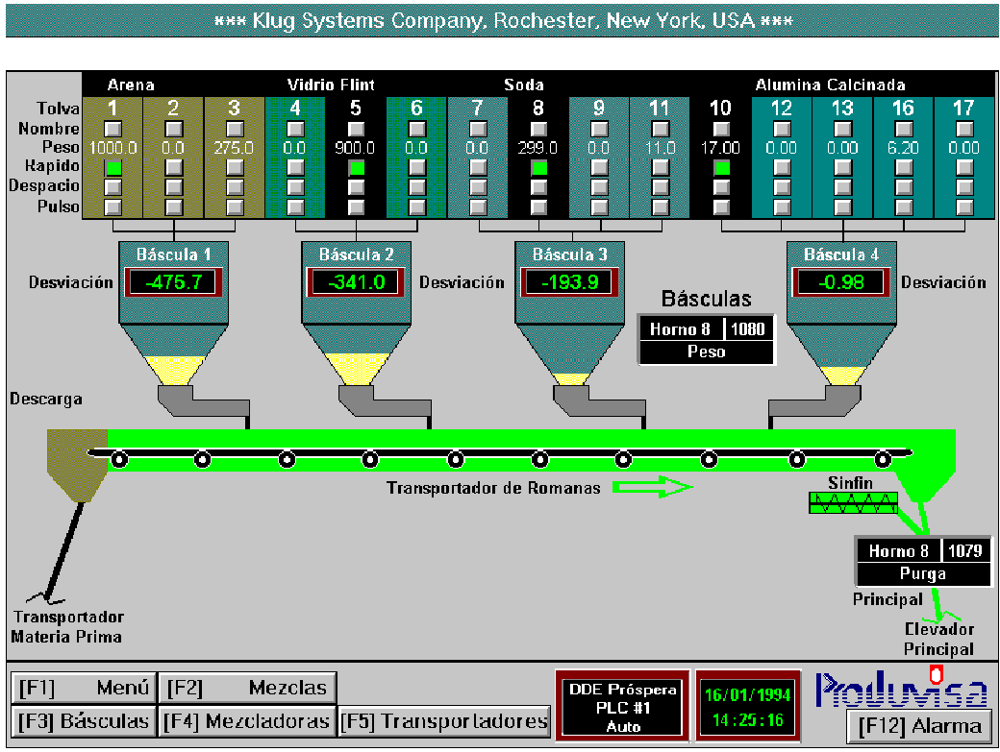 *** Klug Systems Company, Rochester, New York, USA ***
Arena Vidrio Flint Soda Alumina Calcinada
Tolva 1 2 3 4 5 6 7 8 9 11 10 12 13 16 17
Nombre
Peso 1000.0 0.0 275.0 0.0 900.0 0.0 0.0 299.0 0.0 11.0 17.00 0.00 0.00 6.20 0.00
Rapido
Despacio
Pulso
Báscula 1 Báscula 2 Báscula 3 Báscula 4
Desviación -475.7 -341.0 Desviación -193.9 -0.98 Desviación
Básculas
Horno 8 1080
Peso
Descarga
Transportador de Romanas
Sinfin
Horno 8 1079
Purga
Principal
Transportador
Materia Prima
Elevador
Principal
[F1] Menú [F2] Mezclas
[F3] Básculas [F4] Mezcladoras [F5] Transportadores
DDE Próspera
PLC #1
Auto
16/01/1994
14:25:16
Produvisa
[F12] Alarma